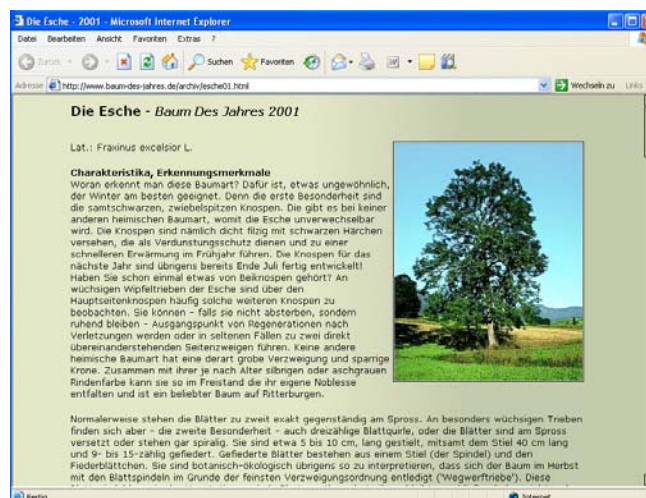 Die Esche - 2001 - Microsoft Internet Explorer
Datei Bearbeiten Ansicht Favoriten Extras ?
Zurück Suchen Favoriten
Adresse http://www.baum-des-jahres.de/archiv/esche01.html Wechseln zu Links
Die Esche - Baum Des Jahres 2001
Lat.: Fraxinus excelsior L.
Charakteristika, Erkennungsmerkmale
Woran erkennt man diese Baumart? Dafür ist, etwas ungewöhnlich,
der Winter am besten geeignet. Denn die erste Besonderheit sind
die samtschwarzen, zwiebelspitzen Knospen. Die gibt es bei keiner
anderen heimischen Baumart, womit die Esche unverwechselbar
wird. Die Knospen sind nämlich dicht filzig mit schwarzen Härchen
versehen, die als Verdunstungsschutz dienen und zu einer
schnelleren Erwärmung im Frühjahr führen. Die Knospen für das
nächste Jahr sind übrigens bereits Ende Juli fertig entwickelt!
Haben Sie schon einmal etwas von Beiknospen gehört? An
wüchsigen Wipfeltrieben der Esche sind über den
Hauptseitenknospen häufig solche weiteren Knospen zu
beobachten. Sie können - falls sie nicht absterben, sondern
ruhend bleiben - Ausgangspunkt von Regenerationen nach
Verletzungen werden oder in seltenen Fällen zu zwei direkt
übereinanderstehenden Seitenzweigen führen. Keine andere
heimische Baumart hat eine derart grobe Verzweigung und sparrige
Krone. Zusammen mit ihrer je nach Alter silbrigen oder aschgrauen
Rindenfarbe kann sie so im Freistand die ihr eigene Noblesse
entfalten und ist ein beliebter Baum auf Ritterburgen.
Normalerweise stehen die Blätter zu zweit exakt gegenständig am Spross. An besonders wüchsigen Trieben
finden sich aber - die zweite Besonderheit - auch dreizählige Blattquirle, oder die Blätter sind am Spross
versetzt oder stehen gar spiralig. Sie sind etwa 5 bis 10 cm, lang gestielt, mitsamt dem Stiel 40 cm lang
und 9- bis 15-zählig gefiedert. Gefiederte Blätter bestehen aus einem Stiel (der Spindel) und den
Fiederblättchen. Sie sind botanisch-ökologisch übrigens so zu interpretieren, dass sich der Baum im Herbst
mit den Blattspindeln im Grunde der feinsten Verzweigungsordnung entledigt ('Wegwerftriebe'). Diese
Fertig Internet